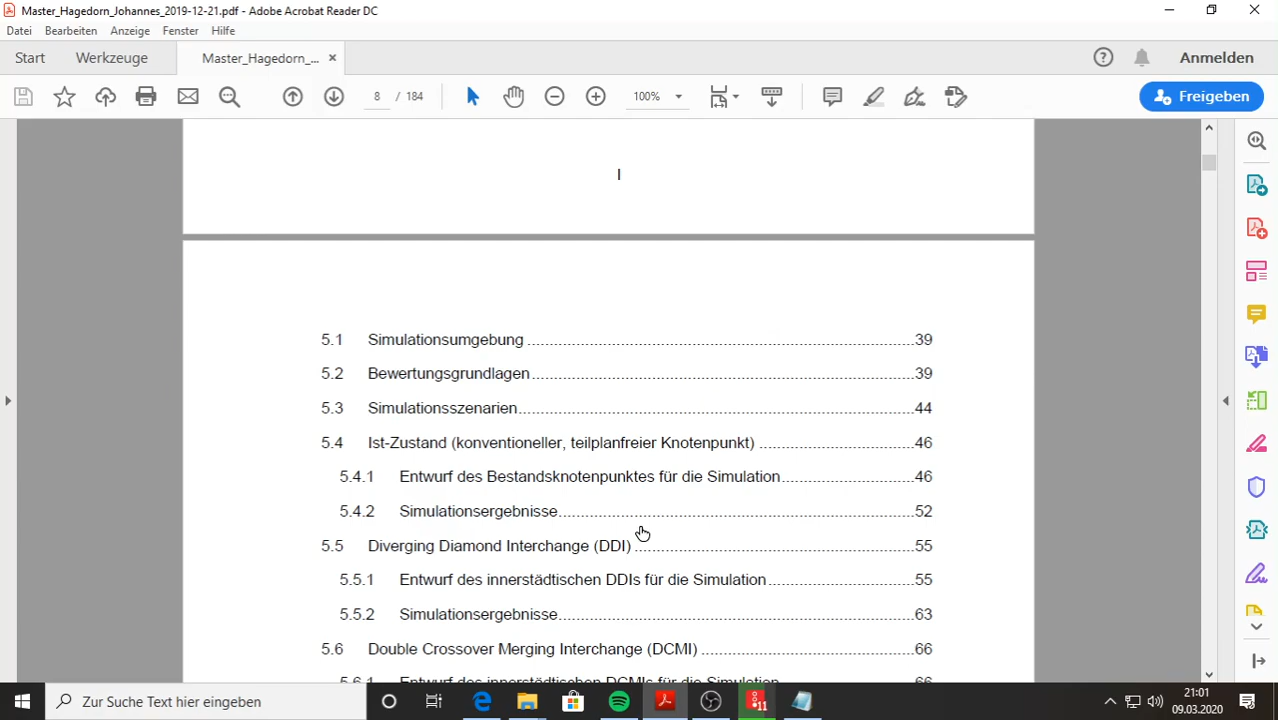 Master_Hagedorn_Johannes_2019-12-21.pdf - Adobe Acrobat Reader DC
Datei Bearbeiten Anzeige Fenster Hilfe
Start Werkzeuge Master_Hagedorn_... × Anmelden
8 / 184 100% Freigeben
I
5.1 Simulationsumgebung ........ 39
5.2 Bewertungsgrundlagen ........ 39
5.3 Simulationsszenarien ........ 44
5.4 Ist-Zustand (konventioneller, teilplanfreier Knotenpunkt) ........ 46
5.4.1 Entwurf des Bestandsknotenpunktes für die Simulation ........ 46
5.4.2 Simulationsergebnisse ........ 52
5.5 Diverging Diamond Interchange (DDI) ........ 55
5.5.1 Entwurf des innerstädtischen DDIs für die Simulation ........ 55
5.5.2 Simulationsergebnisse ........ 63
5.6 Double Crossover Merging Interchange (DCMI) ........ 66
5.6.1 Entwurf des innerstädtischen DCMIs für die Simulation ........ 66
Zur Suche Text hier eingeben
11
21:01
09.03.2020